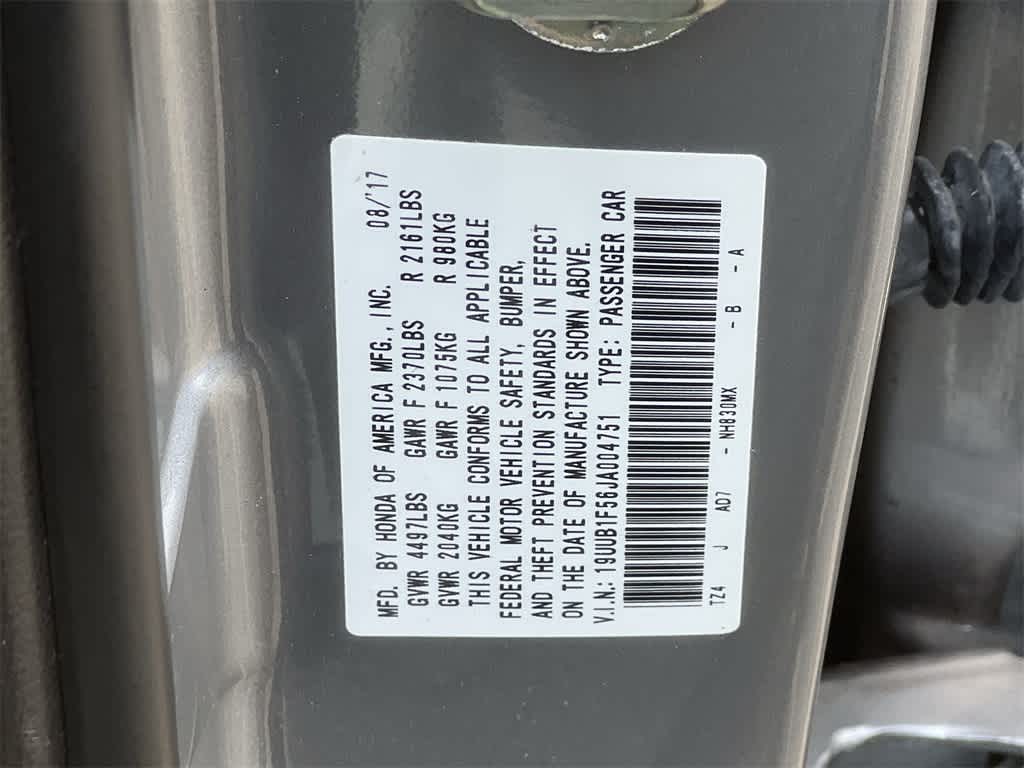 MFD. BY HONDA OF AMERICA MFG., INC. 08/'17
GVWR 4497LBS GAWR F 2370LBS R 2161LBS
GVWR 2040KG GAWR F 1075KG R 980KG
THIS VEHICLE CONFORMS TO ALL APPLICABLE
FEDERAL MOTOR VEHICLE SAFETY, BUMPER,
AND THEFT PREVENTION STANDARDS IN EFFECT
ON THE DATE OF MANUFACTURE SHOWN ABOVE.
V.I.N.: 19UUB1F56JA004751 TYPE: PASSENGER CAR
TZ4 J AD7 - NH830MX - B - A